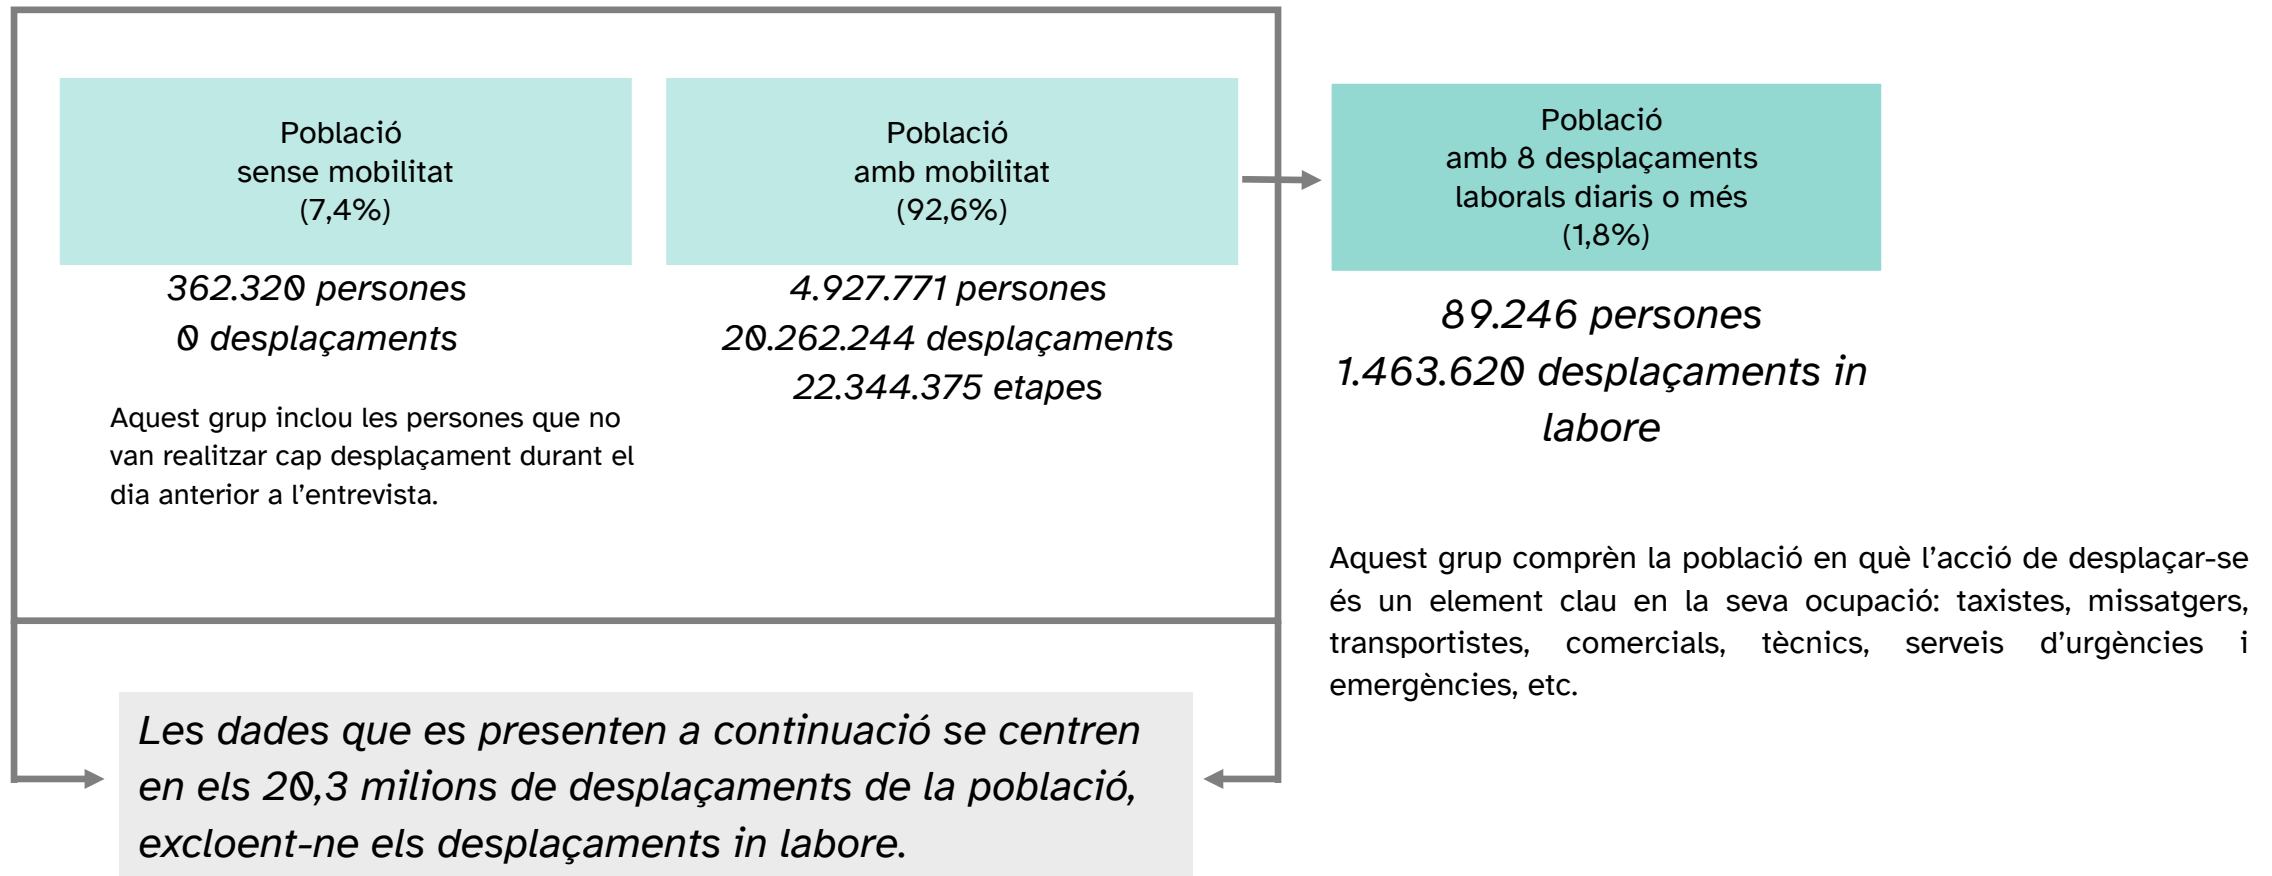 Població
sense mobilitat
(7,4%)
362.320 persones
0 desplaçaments
Aquest grup inclou les persones que no
van realitzar cap desplaçament durant el
dia anterior a l’entrevista.
Població
amb mobilitat
(92,6%)
4.927.771 persones
20.262.244 desplaçaments
22.344.375 etapes
Població
amb 8 desplaçaments
laborals diaris o més
(1,8%)
89.246 persones
1.463.620 desplaçaments in
labore
Aquest grup comprèn la població en què l’acció de desplaçar-se
és un element clau en la seva ocupació: taxistes, missatgers,
transportistes, comercials, tècnics, serveis d’urgències i
emergències, etc.
Les dades que es presenten a continuació se centren
en els 20,3 milions de desplaçaments de la població,
excloent-ne els desplaçaments in labore.